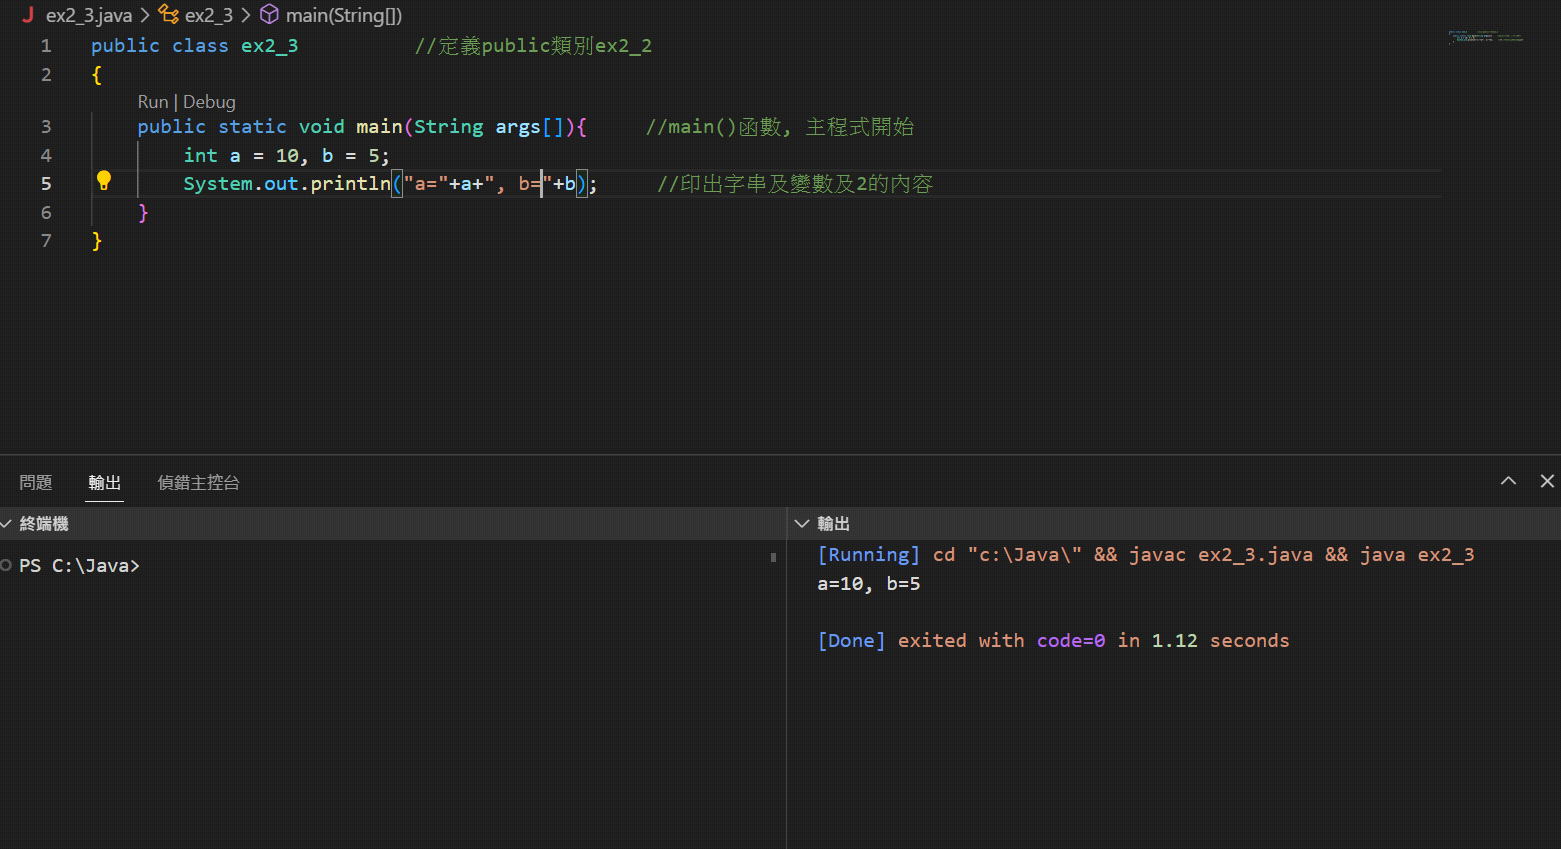 ex2_3.java > ex2_3 > main(String[])
1 public class ex2_3 //定義public類別ex2_2
2 {
Run | Debug
3 public static void main(String args[]){ //main()函數, 主程式開始
4 int a = 10, b = 5;
5 System.out.println("a="+a+", b="+b); //印出字串及變數及2的內容
6 }
7 }
問題 輸出 偵錯主控台
終端機
PS C:\Java>
輸出
[Running] cd "c:\Java\" && javac ex2_3.java && java ex2_3
a=10, b=5
[Done] exited with code=0 in 1.12 seconds